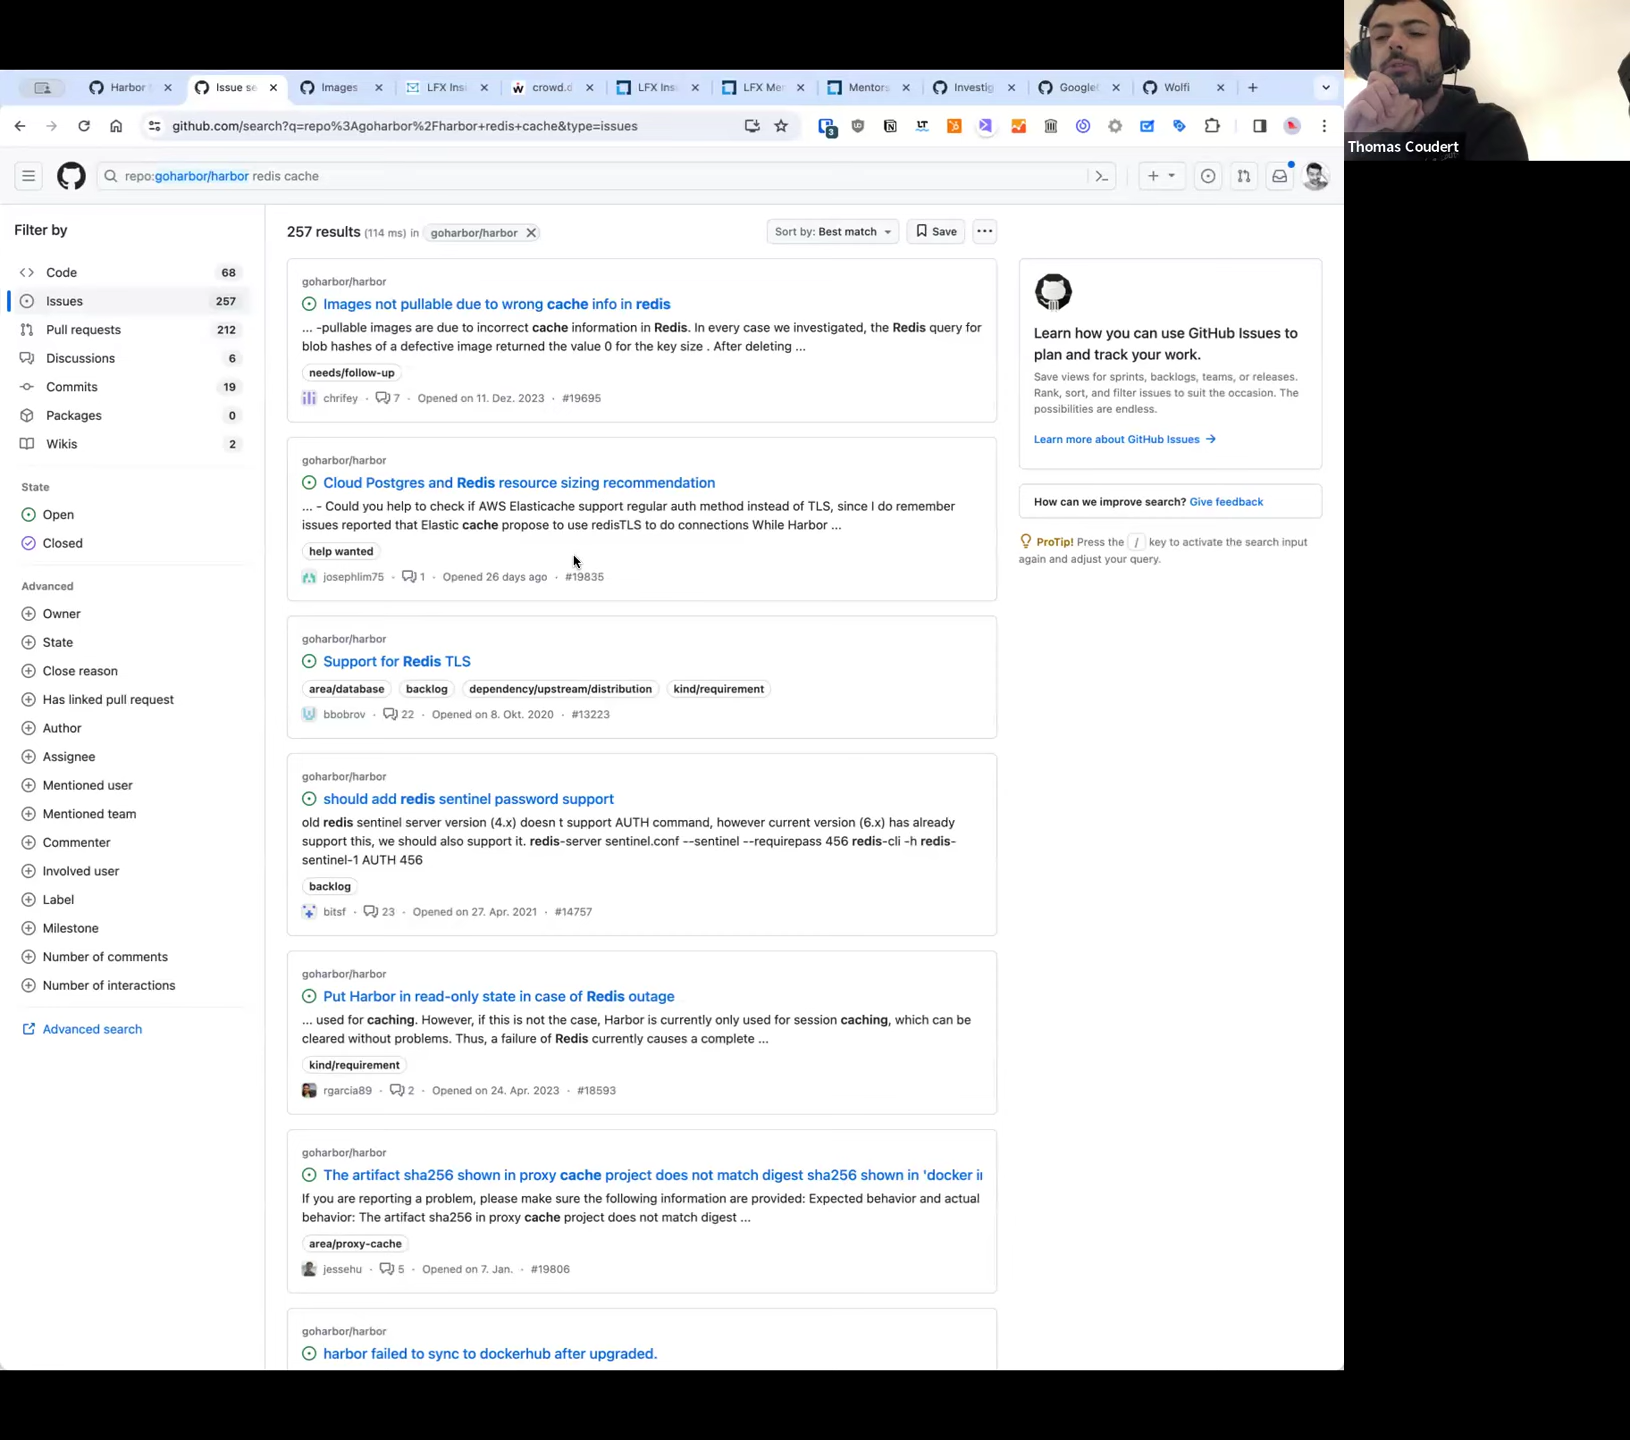 Harbor
Issue se
Images
LFX Ins
crowd.d
LFX Ins
LFX Mer
Mentors
Investig
Google
Wolfi
github.com/search?q=repo%3Agoharbor%2Fharbor+redis+cache&type=issues
3
Thomas Coudert
repo:goharbor/harbor redis cache
Filter by
Code 68
Issues 257
Pull requests 212
Discussions 6
Commits 19
Packages 0
Wikis 2
State
Open
Closed
Advanced
Owner
State
Close reason
Has linked pull request
Author
Assignee
Mentioned user
Mentioned team
Commenter
Involved user
Label
Milestone
Number of comments
Number of interactions
Advanced search
257 results (114 ms) in goharbor/harbor
Sort by: Best match
Save
goharbor/harbor
Images not pullable due to wrong cache info in redis
... -pullable images are due to incorrect cache information in Redis. In every case we investigated, the Redis query for
blob hashes of a defective image returned the value 0 for the key size . After deleting ...
needs/follow-up
chrifey · 7 · Opened on 11. Dez. 2023 · #19695
goharbor/harbor
Cloud Postgres and Redis resource sizing recommendation
... - Could you help to check if AWS Elasticache support regular auth method instead of TLS, since I do remember
issues reported that Elastic cache propose to use redisTLS to do connections While Harbor ...
help wanted
josephlim75 · 1 · Opened 26 days ago · #19835
goharbor/harbor
Support for Redis TLS
area/database backlog dependency/upstream/distribution kind/requirement
bbobrov · 22 · Opened on 8. Okt. 2020 · #13223
goharbor/harbor
should add redis sentinel password support
old redis sentinel server version (4.x) doesn t support AUTH command, however current version (6.x) has already
support this, we should also support it. redis-server sentinel.conf --sentinel --requirepass 456 redis-cli -h redis-
sentinel-1 AUTH 456
backlog
bitsf · 23 · Opened on 27. Apr. 2021 · #14757
goharbor/harbor
Put Harbor in read-only state in case of Redis outage
... used for caching. However, if this is not the case, Harbor is currently only used for session caching, which can be
cleared without problems. Thus, a failure of Redis currently causes a complete ...
kind/requirement
rgarcia89 · 2 · Opened on 24. Apr. 2023 · #18593
goharbor/harbor
The artifact sha256 shown in proxy cache project does not match digest sha256 shown in 'docker i
If you are reporting a problem, please make sure the following information are provided: Expected behavior and actual
behavior: The artifact sha256 in proxy cache project does not match digest ...
area/proxy-cache
jessehu · 5 · Opened on 7. Jan. · #19806
goharbor/harbor
harbor failed to sync to dockerhub after upgraded.
Learn how you can use GitHub Issues to
plan and track your work.
Save views for sprints, backlogs, teams, or releases.
Rank, sort, and filter issues to suit the occasion. The
possibilities are endless.
Learn more about GitHub Issues →
How can we improve search? Give feedback
ProTip! Press the / key to activate the search input
again and adjust your query.